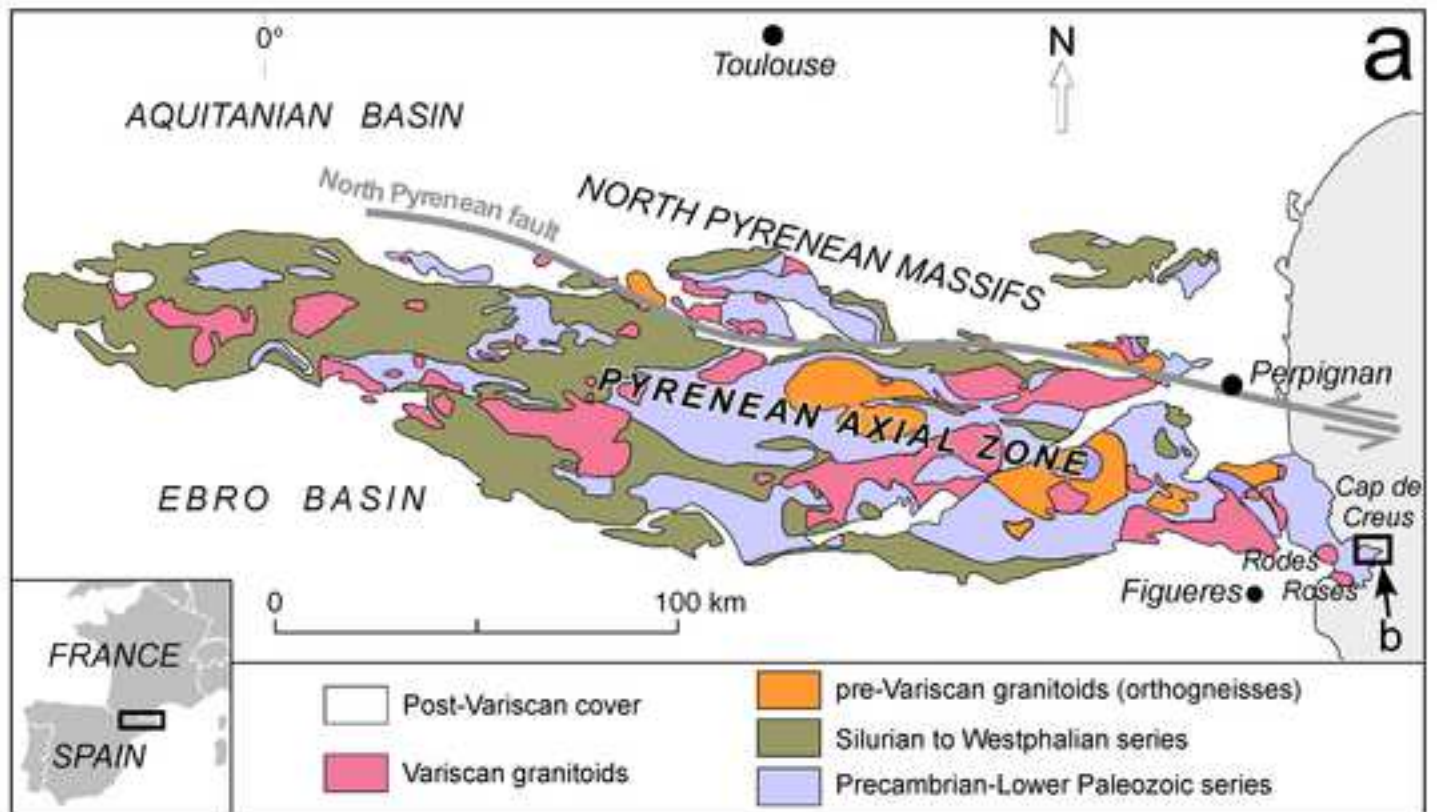 a
0°
Toulouse
N
AQUITANIAN BASIN
North Pyrenean fault
NORTH PYRENEAN MASSIFS
Perpignan
PYRENEAN AXIAL ZONE
EBRO BASIN
Cap de
Creus
Rodes
Figueres
Roses
b
0
100 km
FRANCE
SPAIN
Post-Variscan cover
Variscan granitoids
pre-Variscan granitoids (orthogneisses)
Silurian to Westphalian series
Precambrian-Lower Paleozoic series